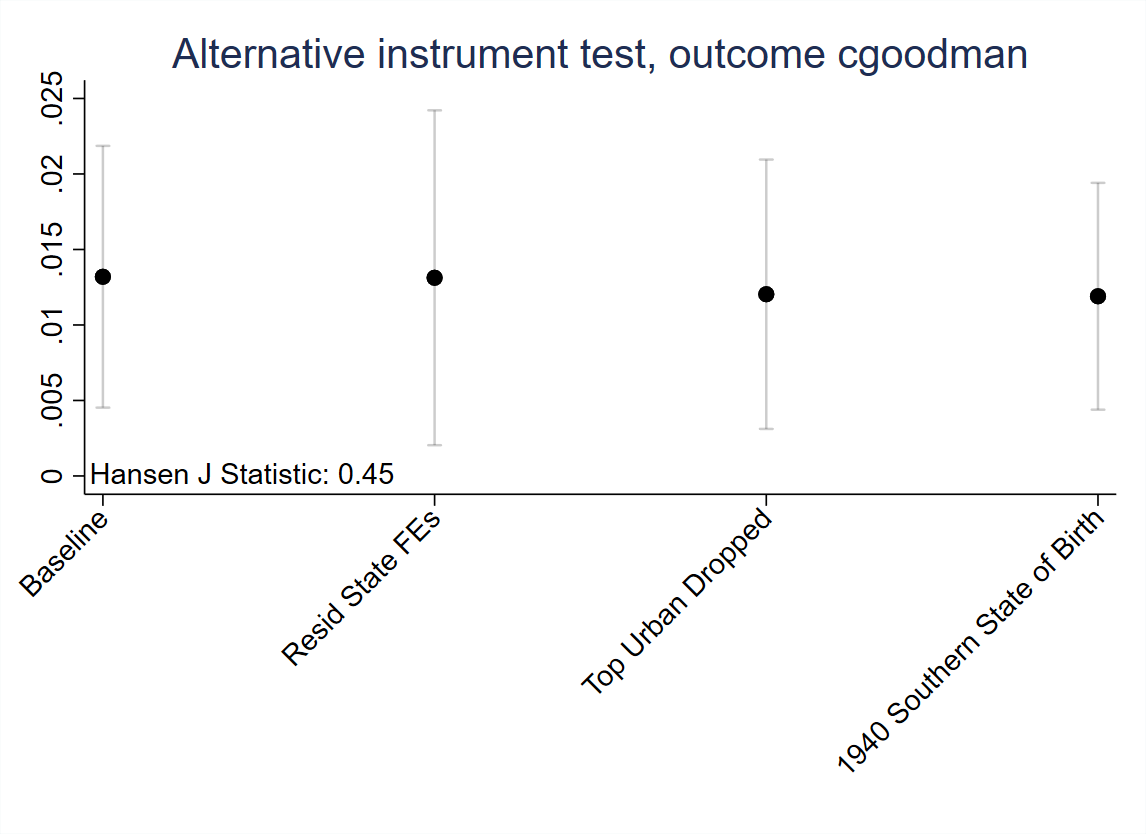 Alternative instrument test, outcome cgoodman
.025
.02
.015
.01
.005
0
Hansen J Statistic: 0.45
Baseline
Resid State FEs
Top Urban Dropped
1940 Southern State of Birth